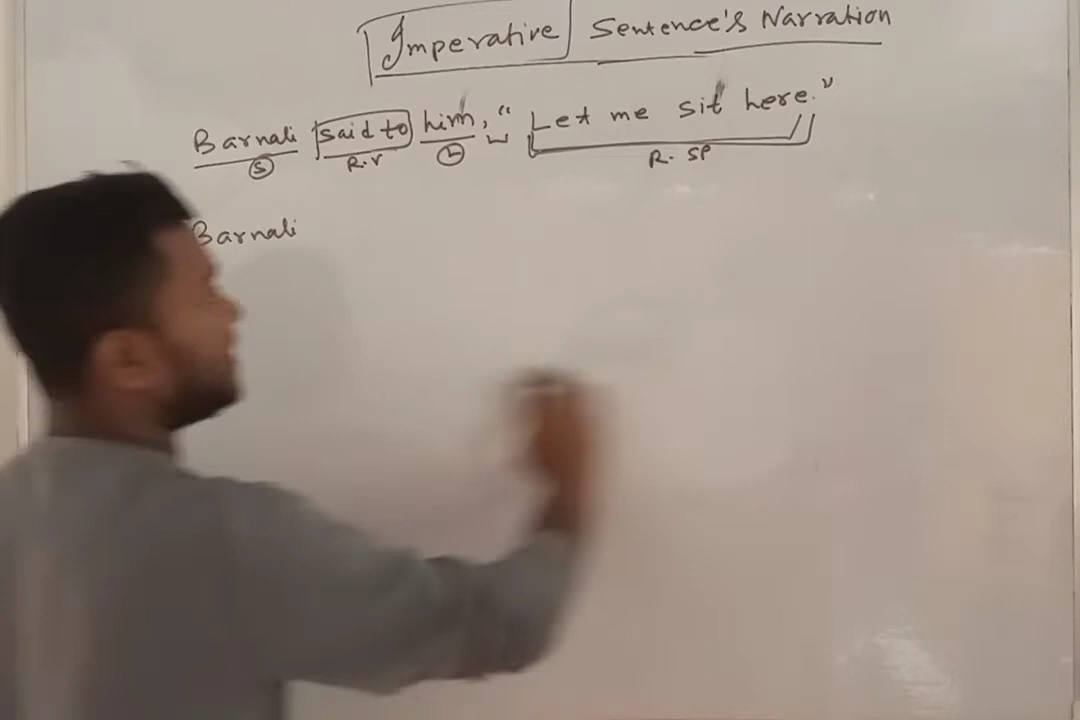 Imperative Sentence's Narration
Barnali said to him, "Let me sit here."
S R.V L R. SP
Barnali